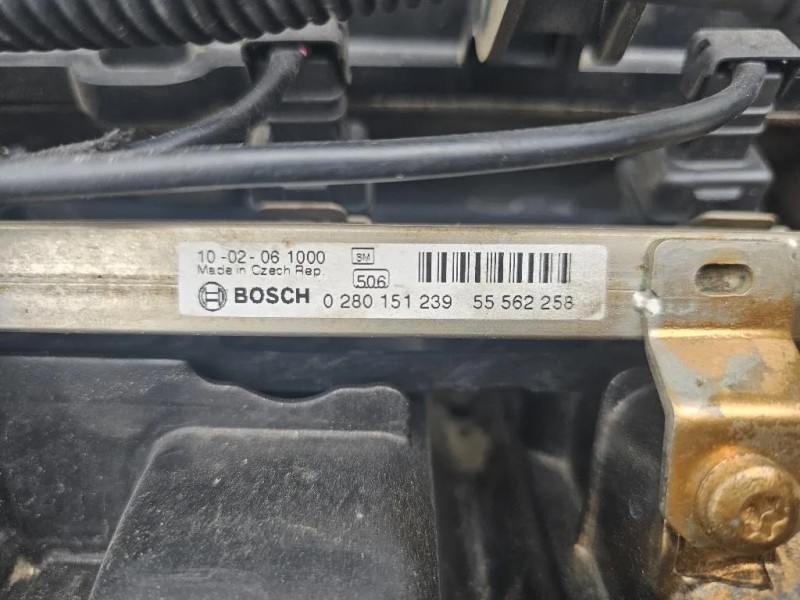 10-02-06 1000 SM
Made in Czech Rep. 506
BOSCH 0 280 151 239 55 562 258